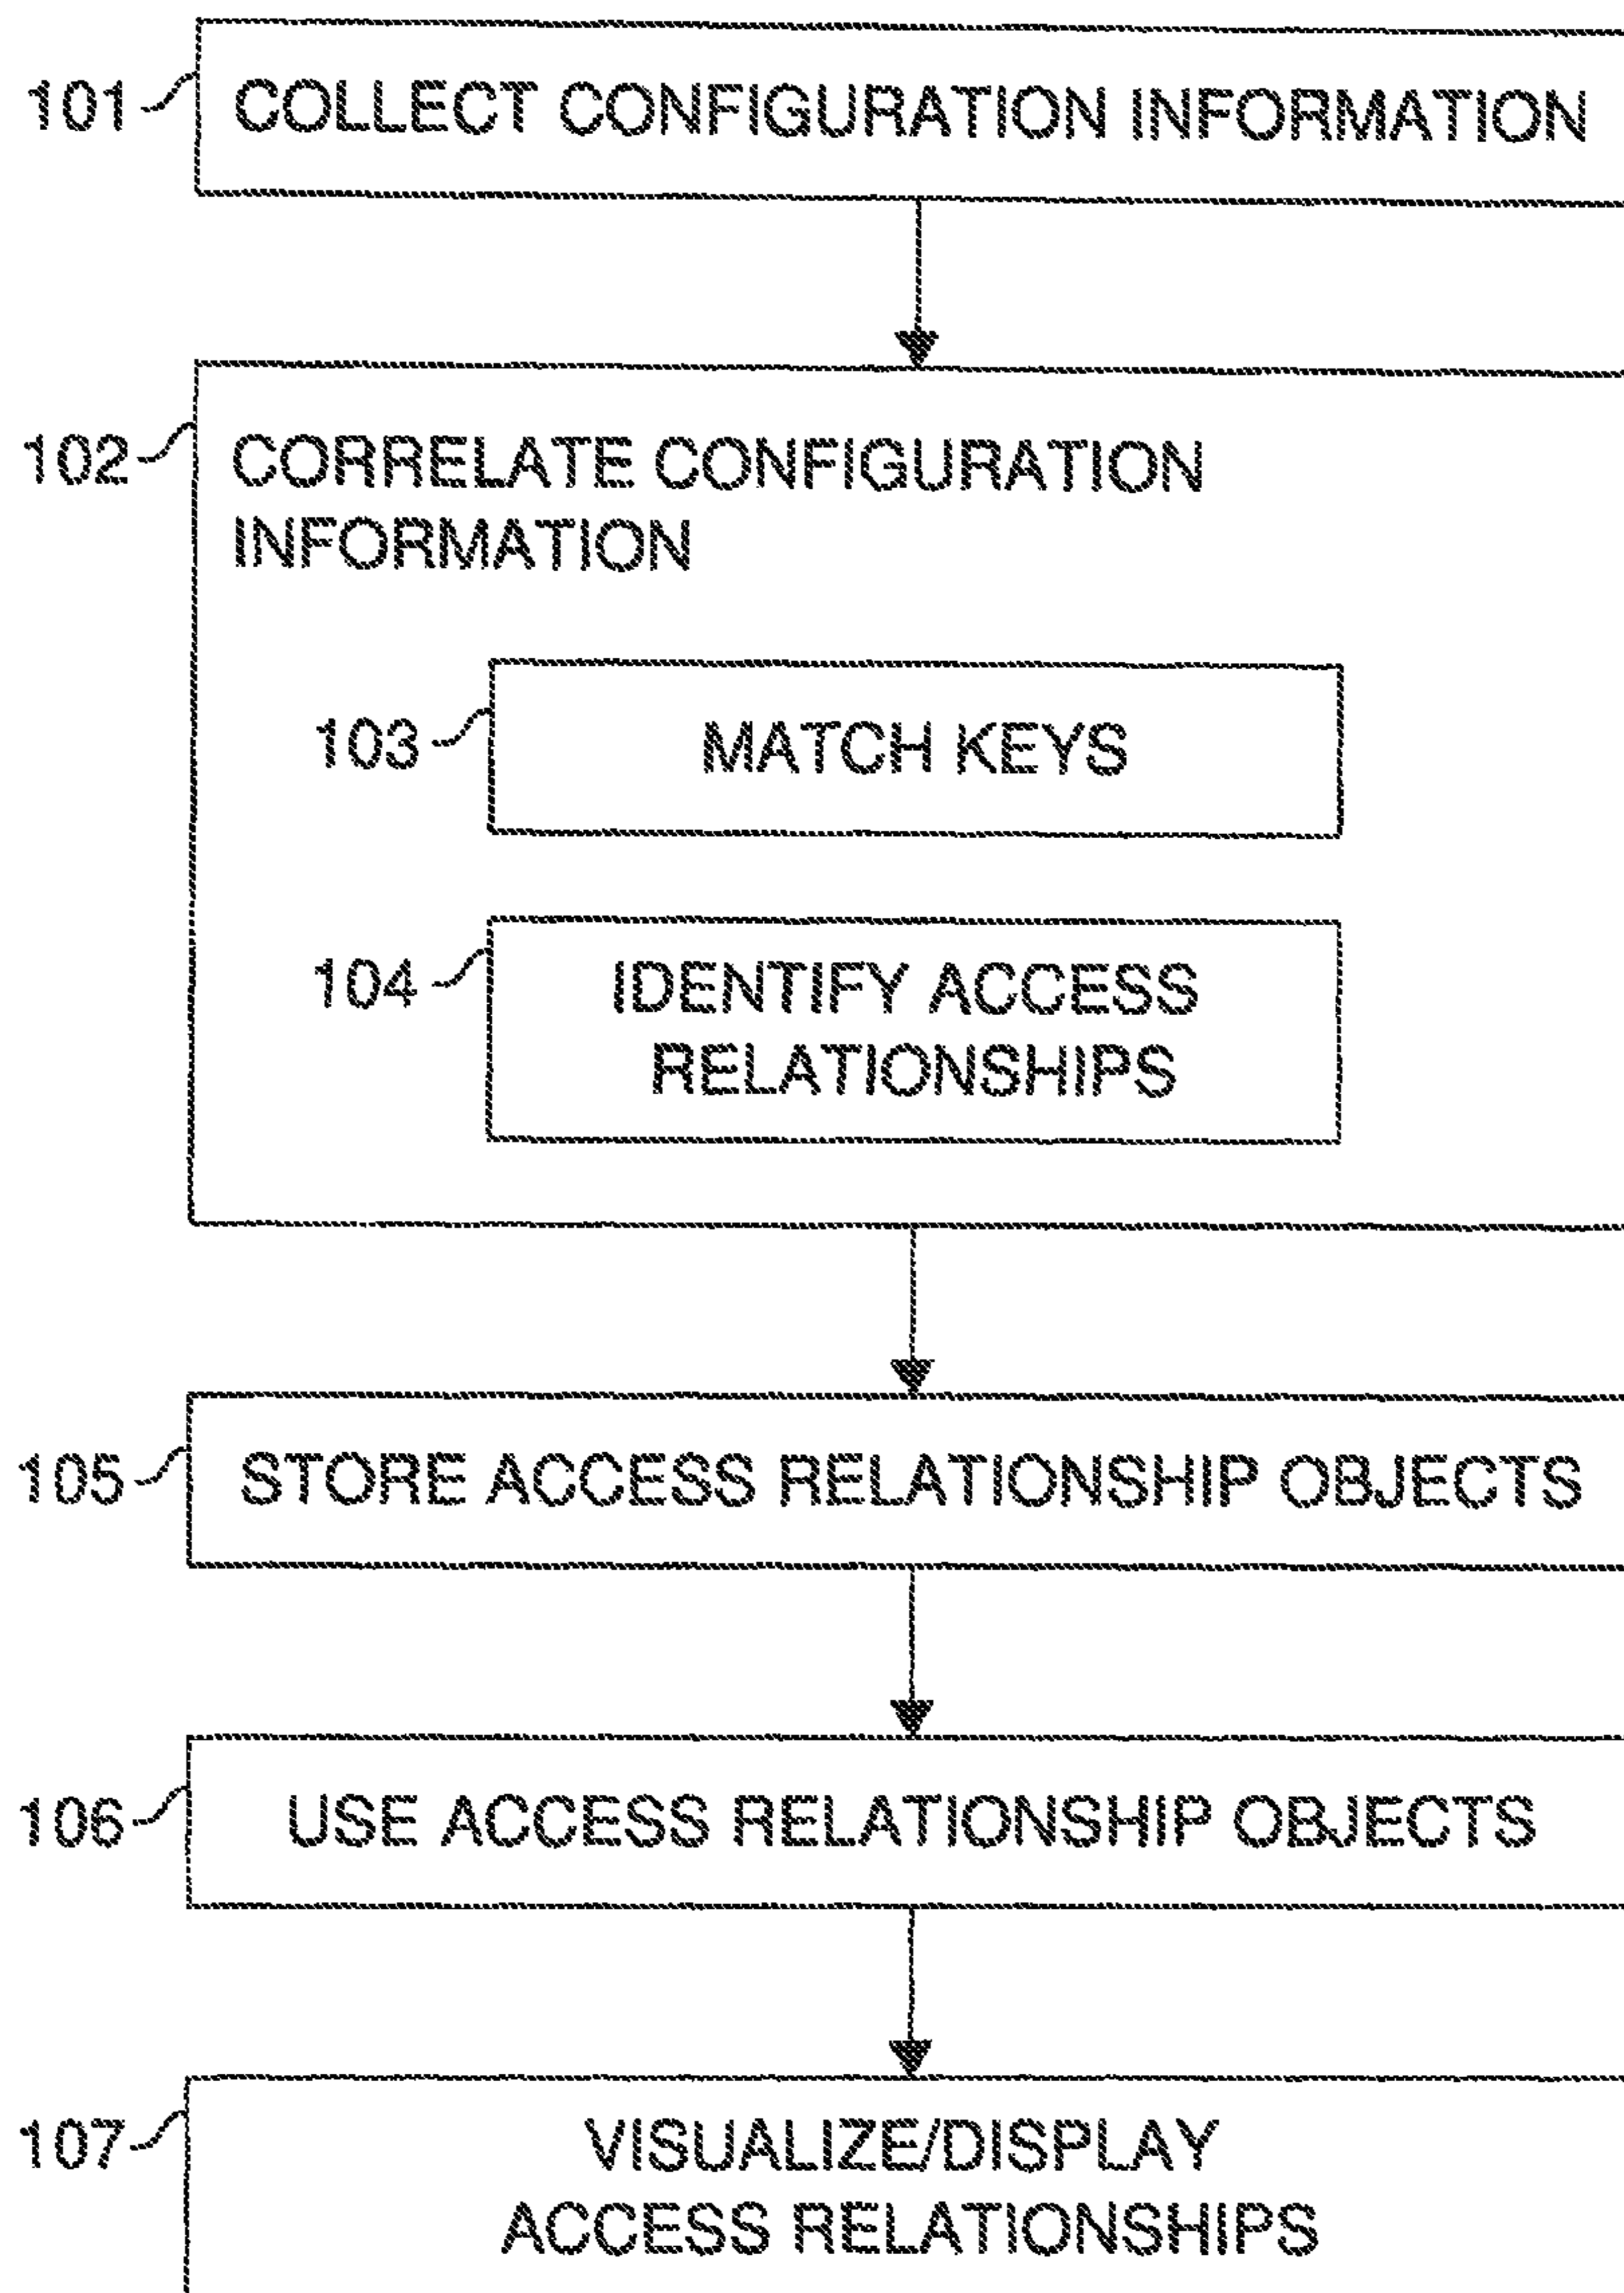 101 COLLECT CONFIGURATION INFORMATION
102 CORRELATE CONFIGURATION
INFORMATION
103 MATCH KEYS
104 IDENTIFY ACCESS
RELATIONSHIPS
105 STORE ACCESS RELATIONSHIP OBJECTS
106 USE ACCESS RELATIONSHIP OBJECTS
107 VISUALIZE/DISPLAY
ACCESS RELATIONSHIPS